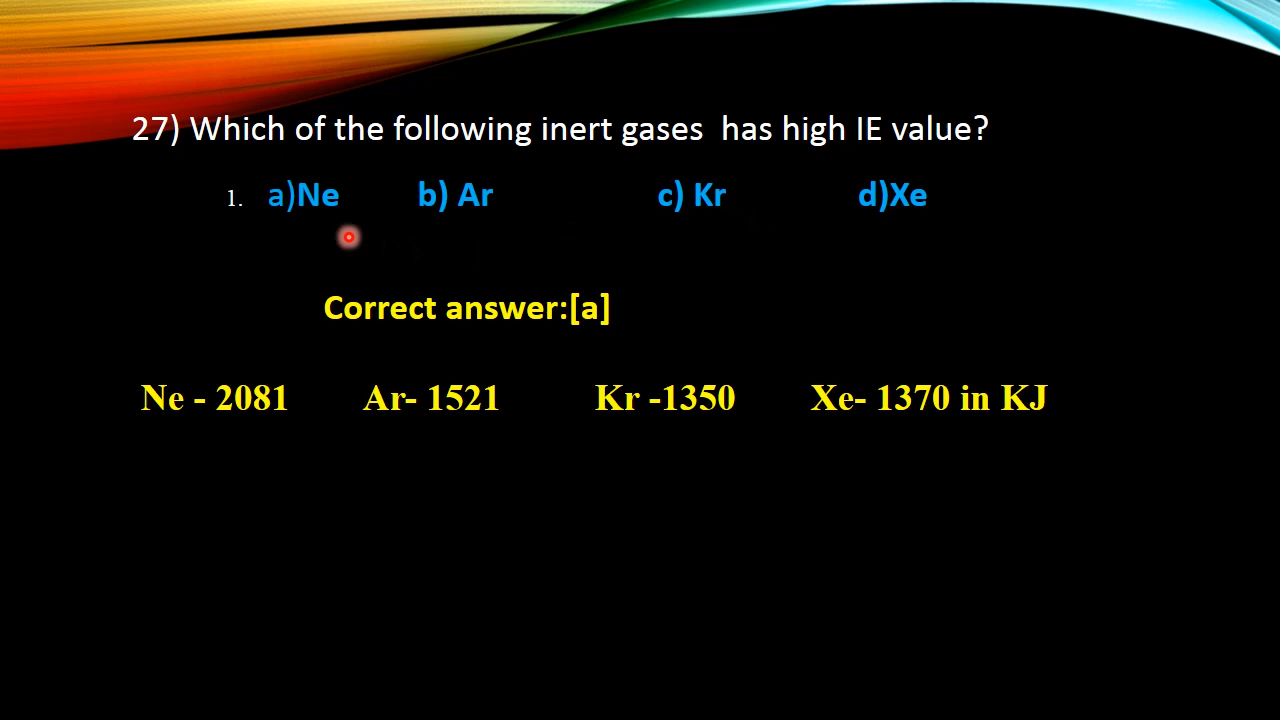 27) Which of the following inert gases  has high IE value?
1. a)Ne b) Ar c) Kr d)Xe
Correct answer:[a]
Ne - 2081 Ar- 1521 Kr -1350 Xe- 1370 in KJ